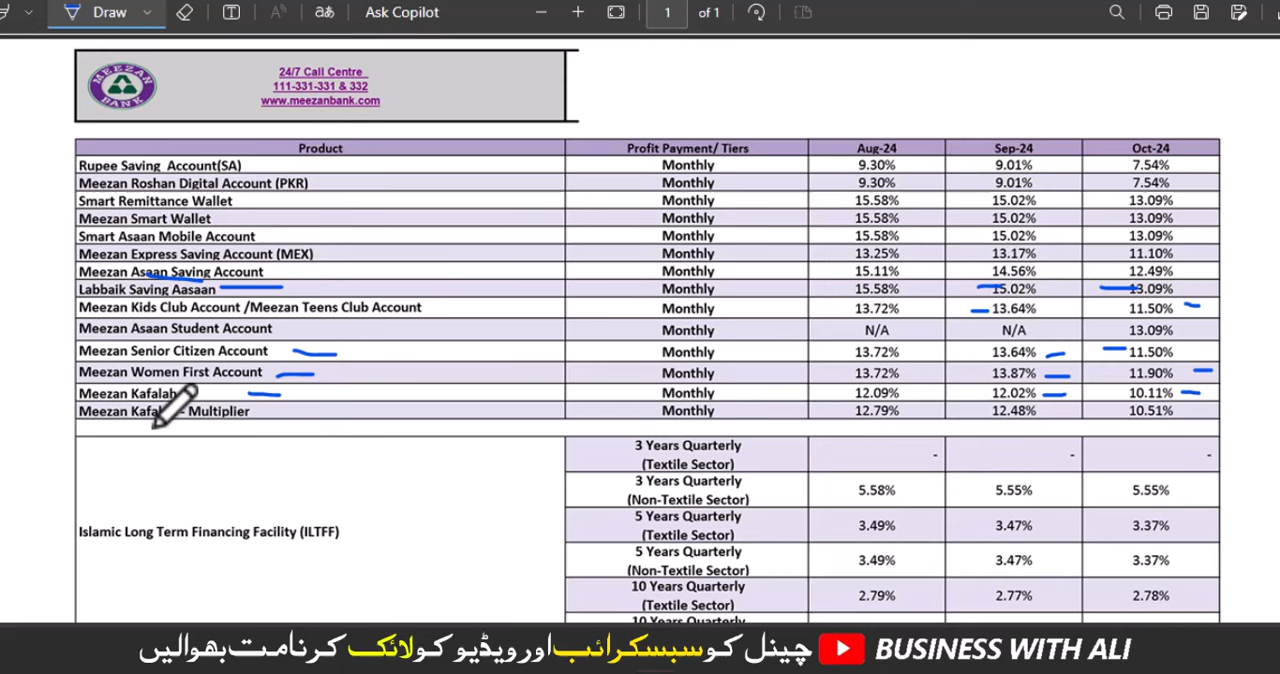 Draw
Ask Copilot
1 of 1
MEEZAN BANK
24/7 Call Centre
111-331-331 & 332
www.meezanbank.com
Product Profit Payment/ Tiers Aug-24 Sep-24 Oct-24
Rupee Saving Account(SA) Monthly 9.30% 9.01% 7.54%
Meezan Roshan Digital Account (PKR) Monthly 9.30% 9.01% 7.54%
Smart Remittance Wallet Monthly 15.58% 15.02% 13.09%
Meezan Smart Wallet Monthly 15.58% 15.02% 13.09%
Smart Asaan Mobile Account Monthly 15.58% 15.02% 13.09%
Meezan Express Saving Account (MEX) Monthly 13.25% 13.17% 11.10%
Meezan Asaan Saving Account Monthly 15.11% 14.56% 12.49%
Labbaik Saving Aasaan Monthly 15.58% 15.02% 13.09%
Meezan Kids Club Account /Meezan Teens Club Account Monthly 13.72% 13.64% 11.50%
Meezan Asaan Student Account Monthly N/A N/A 13.09%
Meezan Senior Citizen Account Monthly 13.72% 13.64% 11.50%
Meezan Women First Account Monthly 13.72% 13.87% 11.90%
Meezan Kafalah Monthly 12.09% 12.02% 10.11%
Meezan - Multiplier Monthly 12.79% 12.48% 10.51%
Islamic Long Term Financing Facility (ILTFF)
3 Years Quarterly
(Textile Sector) - - -
3 Years Quarterly
(Non-Textile Sector) 5.58% 5.55% 5.55%
5 Years Quarterly
(Textile Sector) 3.49% 3.47% 3.37%
5 Years Quarterly
(Non-Textile Sector) 3.49% 3.47% 3.37%
10 Years Quarterly
(Textile Sector) 2.79% 2.77% 2.78%
10 Years Quarterly
چینل کو سبسکرائب اور ویڈیو کو لائک کرنا مت بھوالیں
BUSINESS WITH ALI